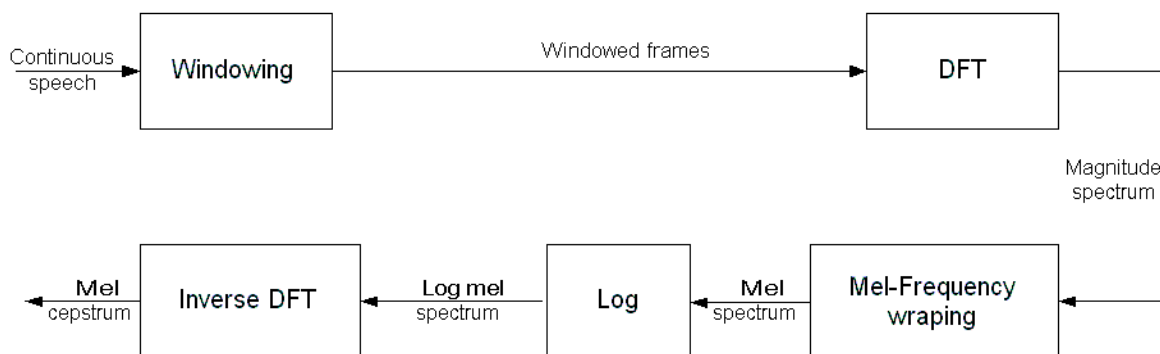 Continuous
speech
Windowing
Windowed frames
DFT
Magnitude
spectrum
Mel-Frequency
wraping
Mel
spectrum
Log
Log mel
spectrum
Inverse DFT
Mel
cepstrum